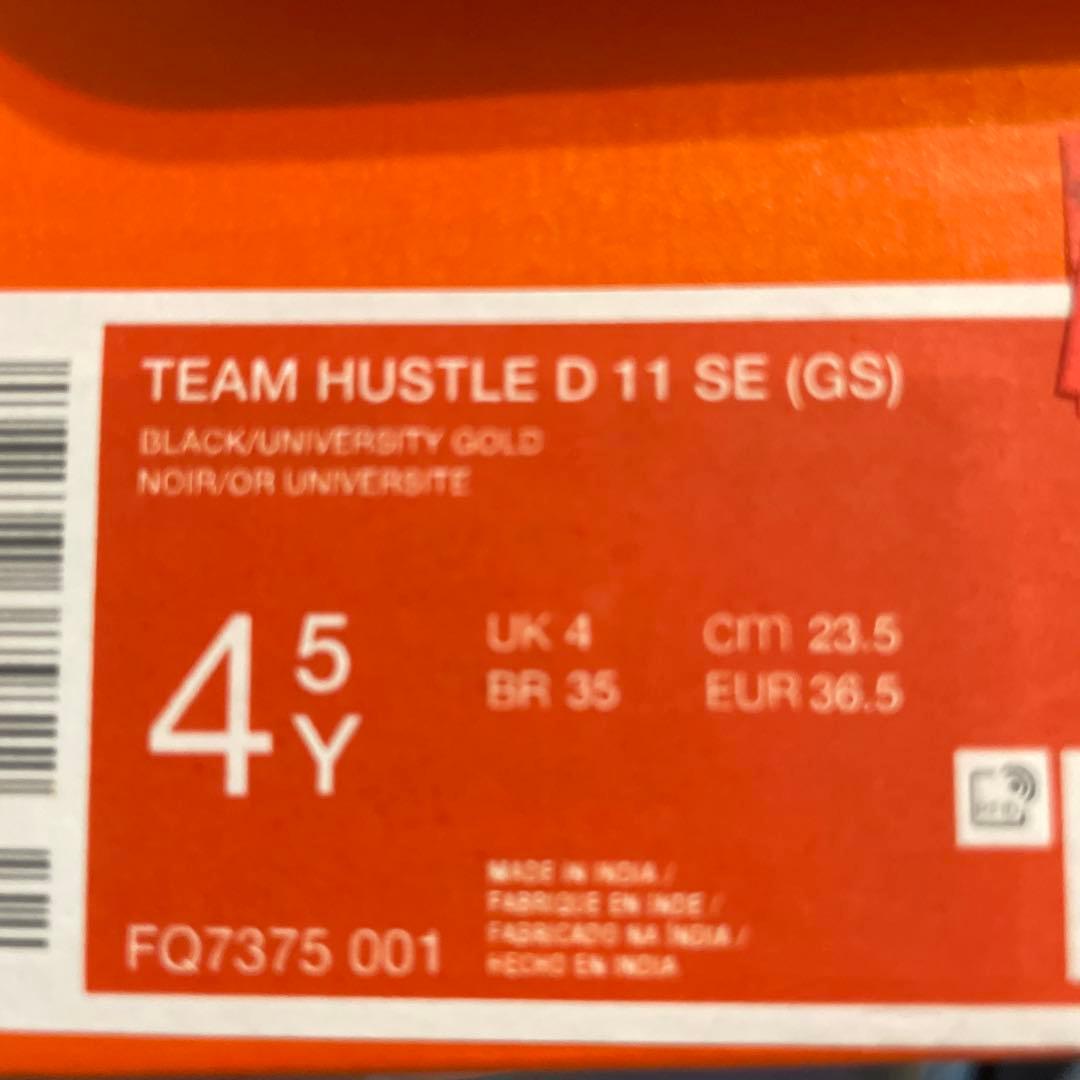 TEAM HUSTLE D 11 SE (GS)
BLACK/UNIVERSITY GOLD
NOIR/OR UNIVERSITE
4 5 Y
UK 4 cm 23.5
BR 35 EUR 36.5
MADE IN INDIA /
FABRIQUE EN INDE /
FABRICADO NA ÍNDIA /
HECHO EN INDIA
FQ7375 001
RFID